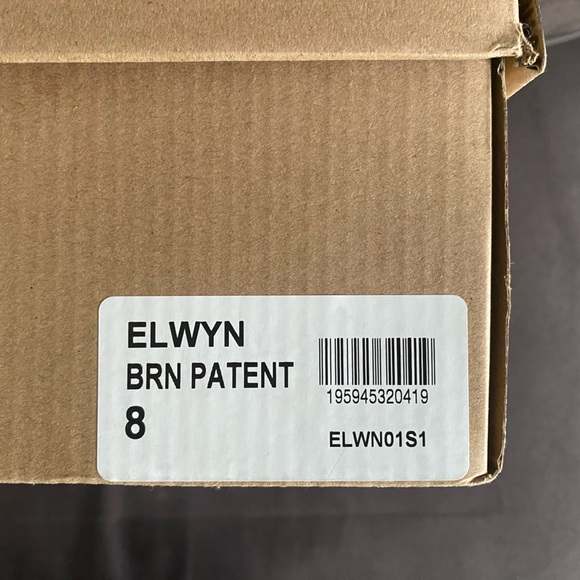 ELWYN
BRN PATENT
8
195945320419
ELWN01S1